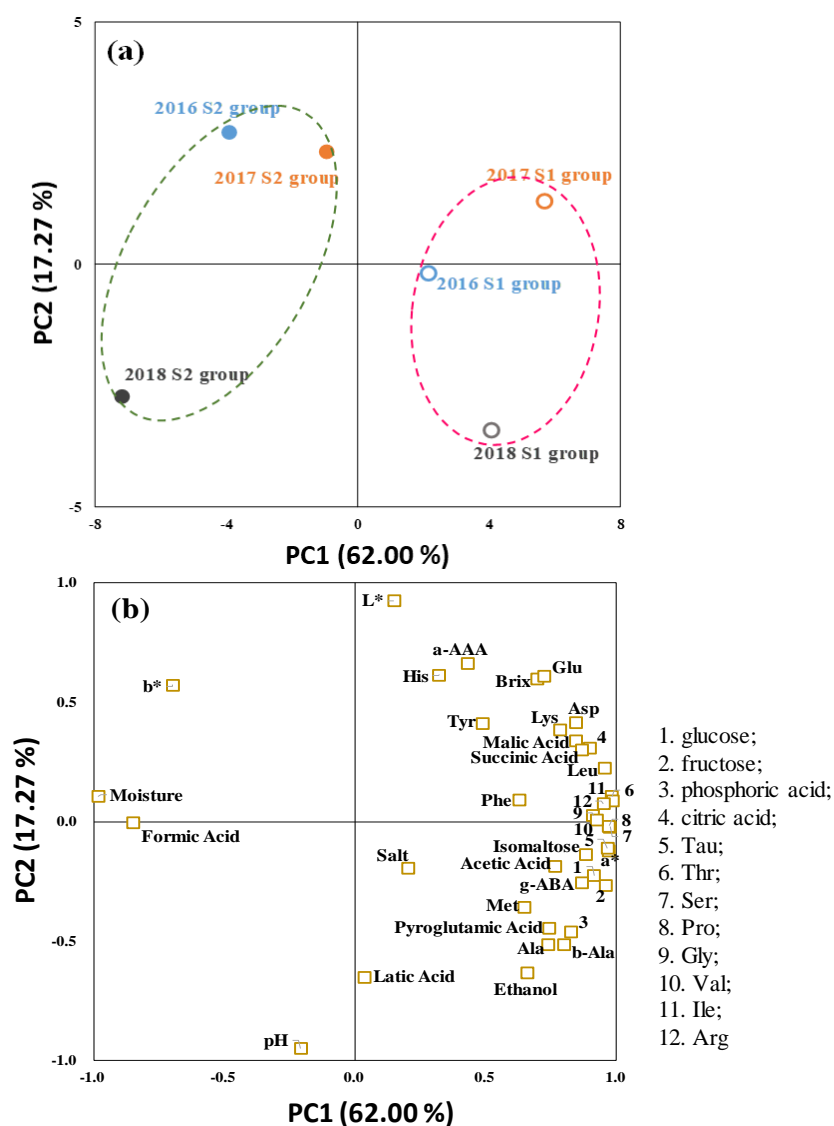 5
(a)
2016 S2 group
2017 S2 group
2017 S1 group
PC2 (17.27 %)
0
2016 S1 group
2018 S2 group
2018 S1 group
-5
-8
-4
0
4
8
PC1 (62.00 %)
1.0
(b)
L*
a-AAA
His
Glu
Brix
b*
0.5
Asp
Lys
Tyr
4
Malic Acid
Succinic Acid
Leu
11
6
Moisture
Phe
12
9
8
PC2 (17.27 %)
0.0
Formic Acid
10
7
Isomaltose
5
a*
Salt
Acetic Acid
1
g-ABA
2
Met
Pyroglutamic Acid
3
-0.5
Ala
b-Ala
Latic Acid
Ethanol
pH
-1.0
-1.0
-0.5
0.0
0.5
1.0
PC1 (62.00 %)
1. glucose;
2. fructose;
3. phosphoric acid;
4. citric acid;
5. Tau;
6. Thr;
7. Ser;
8. Pro;
9. Gly;
10. Val;
11. Ile;
12. Arg